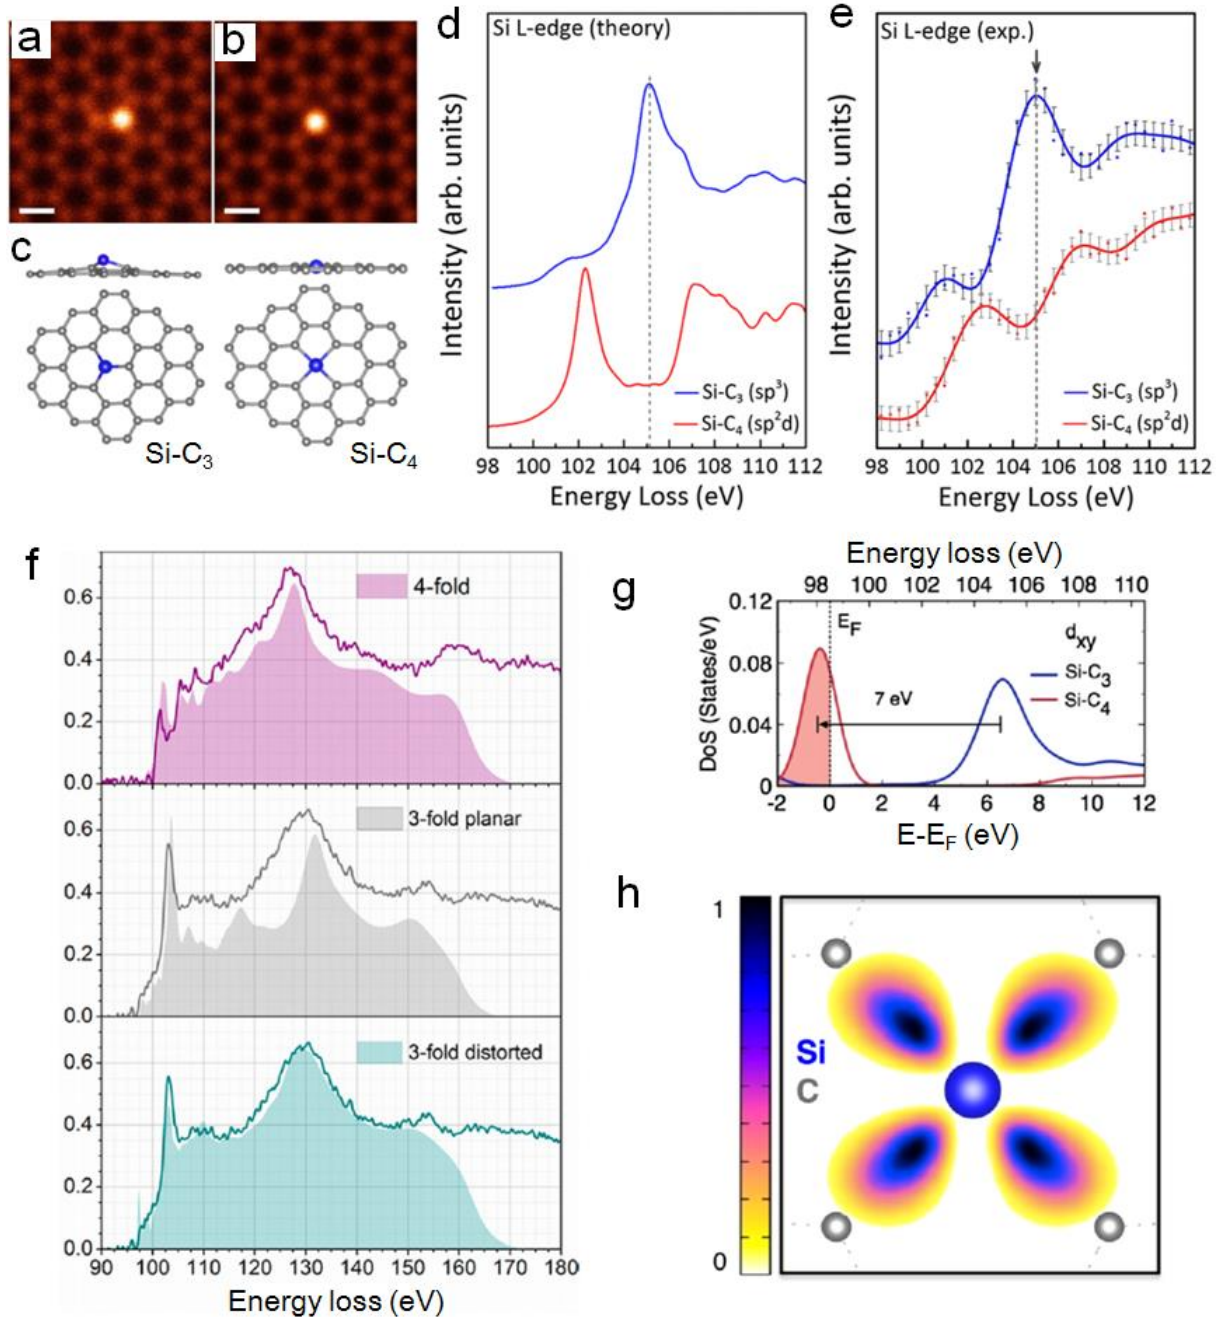 a
b
c
Si-C3
Si-C4
d
Si L-edge (theory)
Intensity (arb. units)
Si-C3 (sp3)
Si-C4 (sp2d)
98 100 102 104 106 108 110 112
Energy Loss (eV)
e
Si L-edge (exp.)
Intensity (arb. units)
Si-C3 (sp3)
Si-C4 (sp2d)
98 100 102 104 106 108 110 112
Energy Loss (eV)
f
4-fold
0.6
0.4
0.2
0.0
3-fold planar
0.6
0.4
0.2
0.0
3-fold distorted
0.6
0.4
0.2
0.0
90 100 110 120 130 140 150 160 170 180
Energy loss (eV)
g
Energy loss (eV)
98 100 102 104 106 108 110
0.12
0.08
0.04
0
DoS (States/eV)
EF
dxy
Si-C3
Si-C4
7 eV
-2 0 2 4 6 8 10 12
E-EF (eV)
h
1
0
Si
C